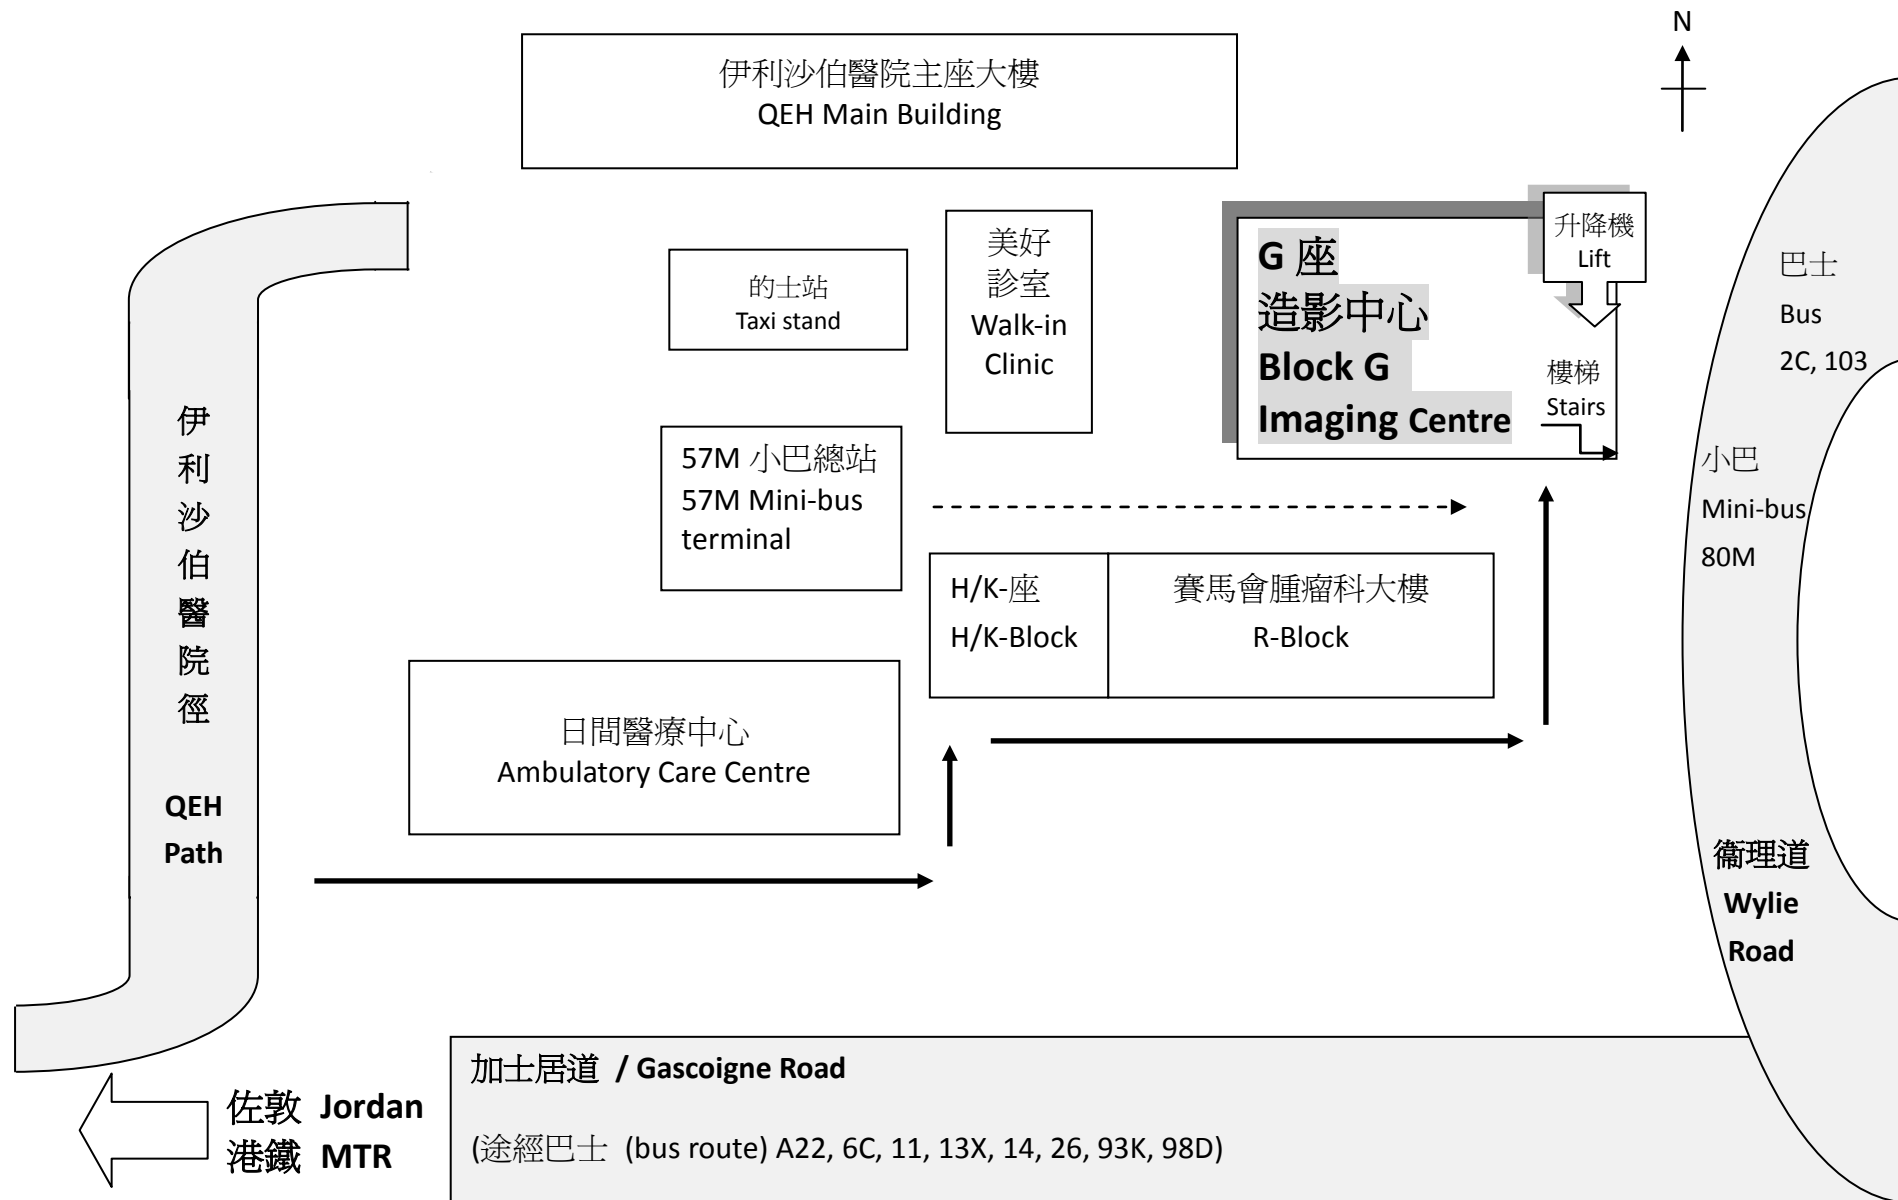 N
伊利沙伯醫院主座大樓
QEH Main Building
的士站
Taxi stand
美好
診室
Walk-in
Clinic
G 座
造影中心
Block G
Imaging Centre
升降機
Lift
樓梯
Stairs
巴士
Bus
2C, 103
小巴
Mini-bus
80M
57M 小巴總站
57M Mini-bus
terminal
H/K-座
H/K-Block
賽馬會腫瘤科大樓
R-Block
伊
利
沙
伯
醫
院
徑
QEH
Path
日間醫療中心
Ambulatory Care Centre
衞理道
Wylie
Road
佐敦 Jordan
港鐵 MTR
加士居道 / Gascoigne Road
(途經巴士 (bus route) A22, 6C, 11, 13X, 14, 26, 93K, 98D)